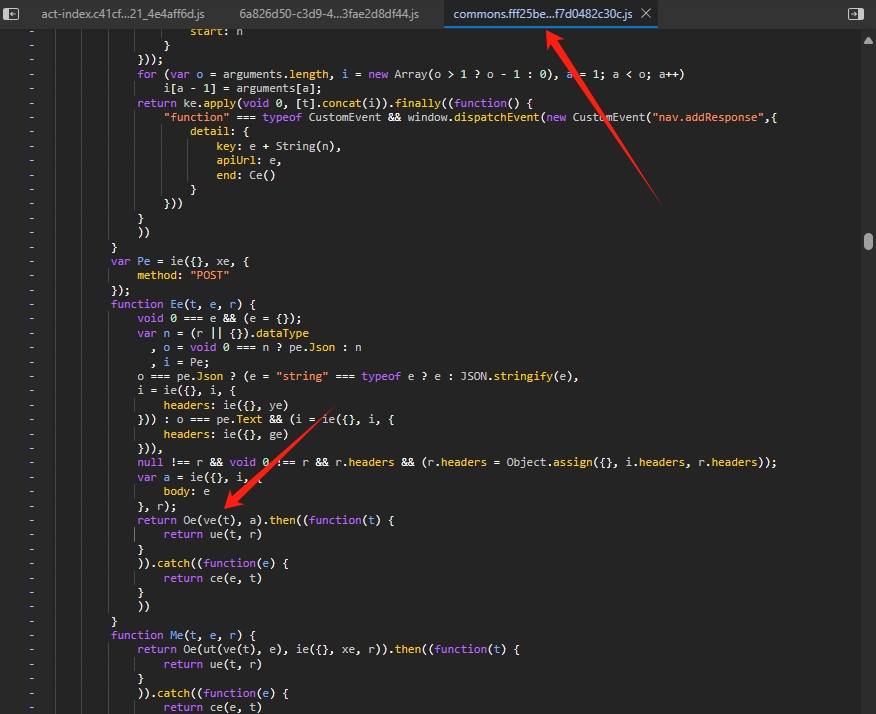 act-index.c41cf...21_4e4aff6d.js 6a826d50-c3d9-4...3fae2d8df44.js commons.fff25be...f7d0482c30c.js
start: n
}
}));
for (var o = arguments.length, i = new Array(o > 1 ? o - 1 : 0), a = 1; a < o; a++)
i[a - 1] = arguments[a];
return ke.apply(void 0, [t].concat(i)).finally((function() {
"function" === typeof CustomEvent && window.dispatchEvent(new CustomEvent("nav.addResponse",{
detail: {
key: e + String(n),
apiUrl: e,
end: Ce()
}
}))
}
))
}
var Pe = ie({}, xe, {
method: "POST"
});
function Ee(t, e, r) {
void 0 === e && (e = {});
var n = (r || {}).dataType
, o = void 0 === n ? pe.Json : n
, i = Pe;
o === pe.Json ? (e = "string" === typeof e ? e : JSON.stringify(e),
i = ie({}, i, {
headers: ie({}, ye)
})) : o === pe.Text && (i = ie({}, i, {
headers: ie({}, ge)
})),
null !== r && void 0 !== r && r.headers && (r.headers = Object.assign({}, i.headers, r.headers));
var a = ie({}, i, {
body: e
}, r);
return Oe(ve(t), a).then((function(t) {
return ue(t, r)
}
)).catch((function(e) {
return ce(e, t)
}
))
}
function Me(t, e, r) {
return Oe(ut(ve(t), e), ie({}, xe, r)).then((function(t) {
return ue(t, r)
}
)).catch((function(e) {
return ce(e, t)